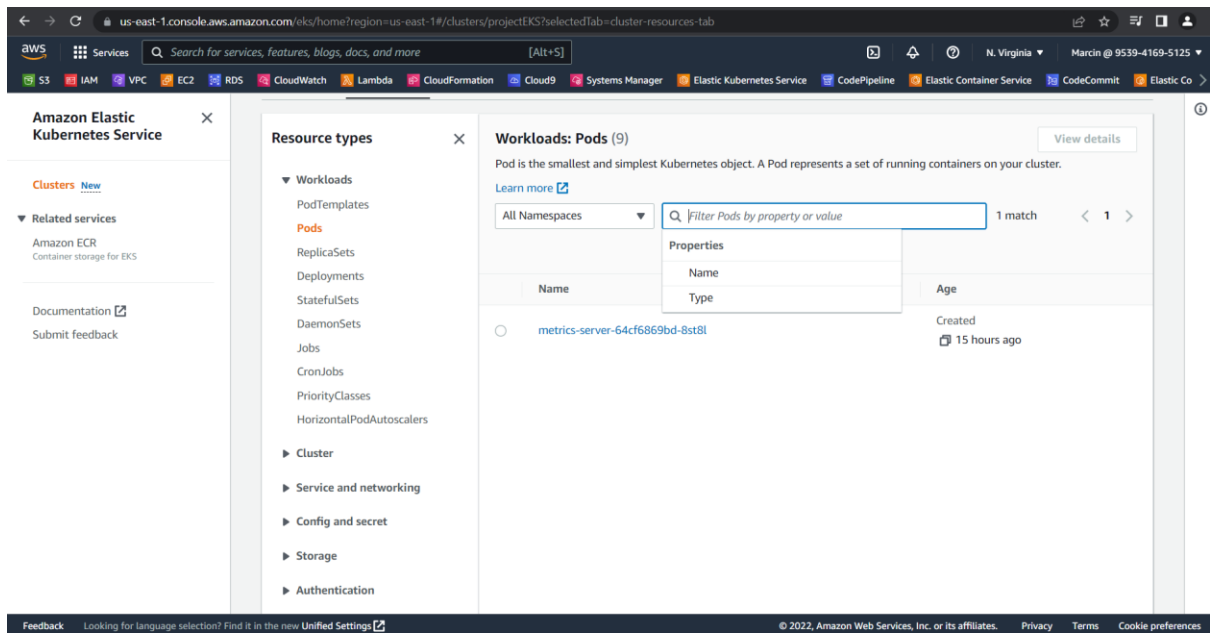 us-east-1.console.aws.amazon.com/eks/home?region=us-east-1#/clusters/projectEKS?selectedTab=cluster-resources-tab
aws Services Search for services, features, blogs, docs, and more [Alt+S] N. Virginia Marcin @ 9539-4169-5125
S3 IAM VPC EC2 RDS CloudWatch Lambda CloudFormation Cloud9 Systems Manager Elastic Kubernetes Service CodePipeline Elastic Container Service CodeCommit Elastic Co
Amazon Elastic
Kubernetes Service
Clusters New
Related services
Amazon ECR
Container storage for EKS
Documentation
Submit feedback
Resource types
Workloads
PodTemplates
Pods
ReplicaSets
Deployments
StatefulSets
DaemonSets
Jobs
CronJobs
PriorityClasses
HorizontalPodAutoscalers
Cluster
Service and networking
Config and secret
Storage
Authentication
Workloads: Pods (9)
View details
Pod is the smallest and simplest Kubernetes object. A Pod represents a set of running containers on your cluster.
Learn more
All Namespaces Filter Pods by property or value 1 match 1
Properties
Name
Type
Name Age
metrics-server-64cf6869bd-8st8l
Created
15 hours ago
Feedback Looking for language selection? Find it in the new Unified Settings © 2022, Amazon Web Services, Inc. or its affiliates. Privacy Terms Cookie preferences